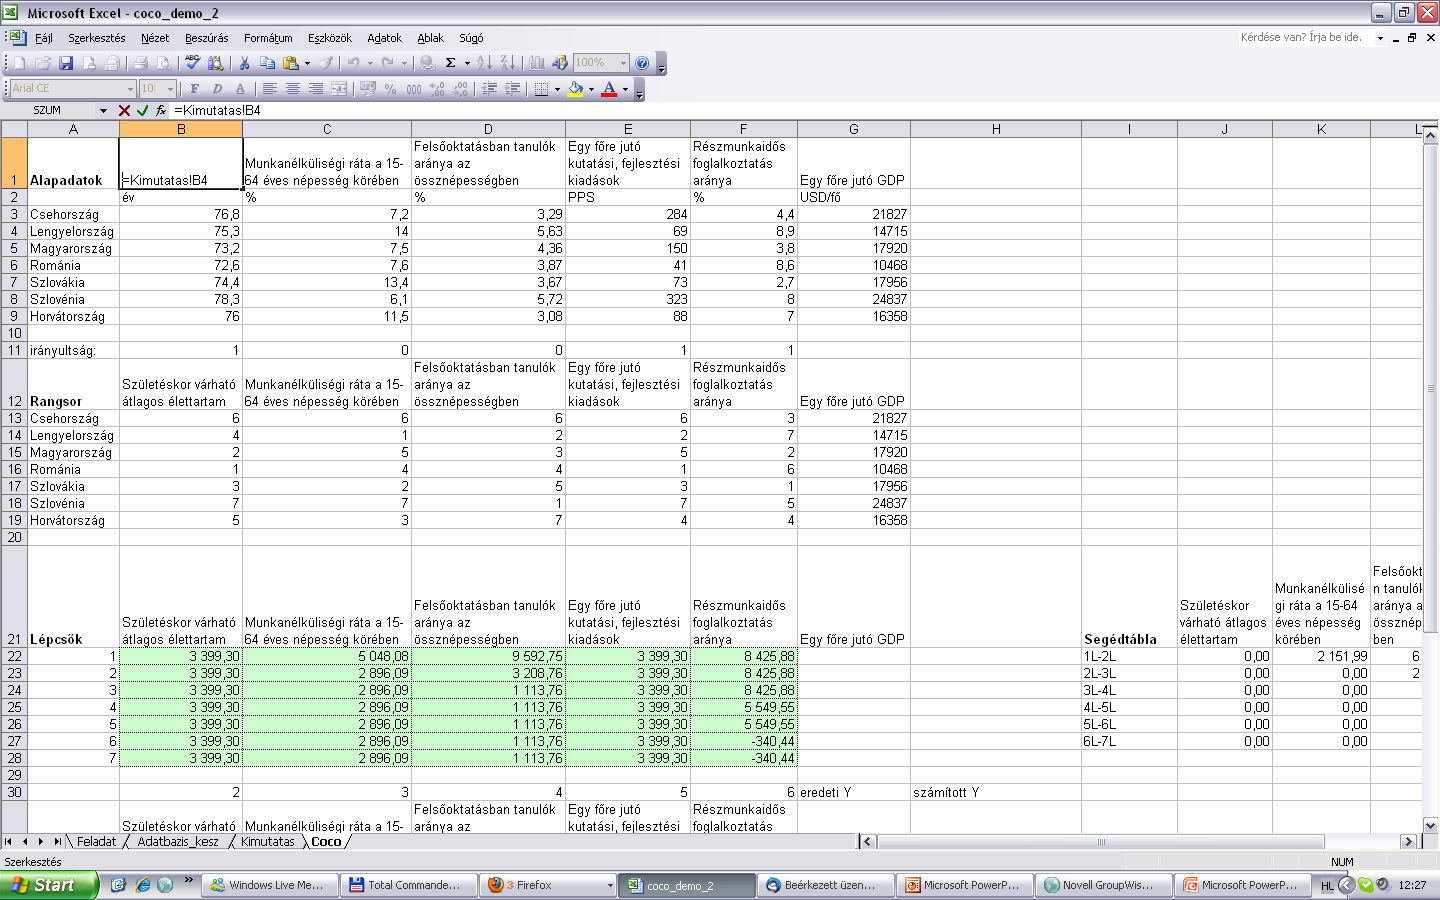 Microsoft Excel - coco_demo_2
Fájl Szerkesztés Nézet Beszúrás Formátum Eszközök Adatok Ablak Súgó Kérdése van? Írja be ide.
100%
Arial CE 10 F D A
SZUM =Kimutatas!B4
A B C D E F G H I J K L
1 Alapadatok =Kimutatas!B4 Munkanélküliségi ráta a 15-64 éves népesség körében Felsőoktatásban tanulók aránya az össznépességben Egy főre jutó kutatási, fejlesztési kiadások Részmunkaidős foglalkoztatás aránya Egy főre jutó GDP
2 év % % PPS % USD/fő
3 Csehország 76,8 7,2 3,29 284 4,4 21827
4 Lengyelország 75,3 14 5,63 69 8,9 14715
5 Magyarország 73,2 7,5 4,36 150 3,8 17920
6 Románia 72,6 7,6 3,87 41 8,6 10468
7 Szlovákia 74,4 13,4 3,67 73 2,7 17956
8 Szlovénia 78,3 6,1 5,72 323 8 24837
9 Horvátország 76 11,5 3,08 88 7 16358
10
11 irányultság: 1 0 0 1 1
12 Rangsor Születéskor várható átlagos élettartam Munkanélküliségi ráta a 15-64 éves népesség körében Felsőoktatásban tanulók aránya az össznépességben Egy főre jutó kutatási, fejlesztési kiadások Részmunkaidős foglalkoztatás aránya Egy főre jutó GDP
13 Csehország 6 6 6 6 3 21827
14 Lengyelország 4 1 2 2 7 14715
15 Magyarország 2 5 3 5 2 17920
16 Románia 1 4 4 1 6 10468
17 Szlovákia 3 2 5 3 1 17956
18 Szlovénia 7 7 1 7 5 24837
19 Horvátország 5 3 7 4 4 16358
20
21 Lépcsök Születéskor várható átlagos élettartam Munkanélküliségi ráta a 15-64 éves népesség körében Felsőoktatásban tanulók aránya az össznépességben Egy főre jutó kutatási, fejlesztési kiadások Részmunkaidős foglalkoztatás aránya Egy főre jutó GDP Segédtábla Születéskor várható átlagos élettartam Munkanélkülisé gi ráta a 15-64 éves népesség körében Felsőokt n tanuló aránya a össznép ben
22 1 3 399,30 5 048,08 9 592,75 3 399,30 8 425,88 1L-2L 0,00 2 151,99 6
23 2 3 399,30 2 896,09 3 208,76 3 399,30 8 425,88 2L-3L 0,00 0,00 2
24 3 3 399,30 2 896,09 1 113,76 3 399,30 8 425,88 3L-4L 0,00 0,00
25 4 3 399,30 2 896,09 1 113,76 3 399,30 5 549,55 4L-5L 0,00 0,00
26 5 3 399,30 2 896,09 1 113,76 3 399,30 5 549,55 5L-6L 0,00 0,00
27 6 3 399,30 2 896,09 1 113,76 3 399,30 -340,44 6L-7L 0,00 0,00
28 7 3 399,30 2 896,09 1 113,76 3 399,30 -340,44
29
30 2 3 4 5 6 eredeti Y számított Y
Születéskor várható Munkanélküliségi ráta a 15- Felsőoktatásban tanulók aránya az Egy főre jutó kutatási, fejlesztési Részmunkaidős foglalkoztatás
Feladat Adatbazis_kesz Kimutatas Coco
Szerkesztés NUM
Start Windows Live Me... Total Commande... 3 Firefox coco_demo_2 Beérkezett üzen... Microsoft PowerP... Novell GroupWis... Microsoft PowerP... HL 12:27